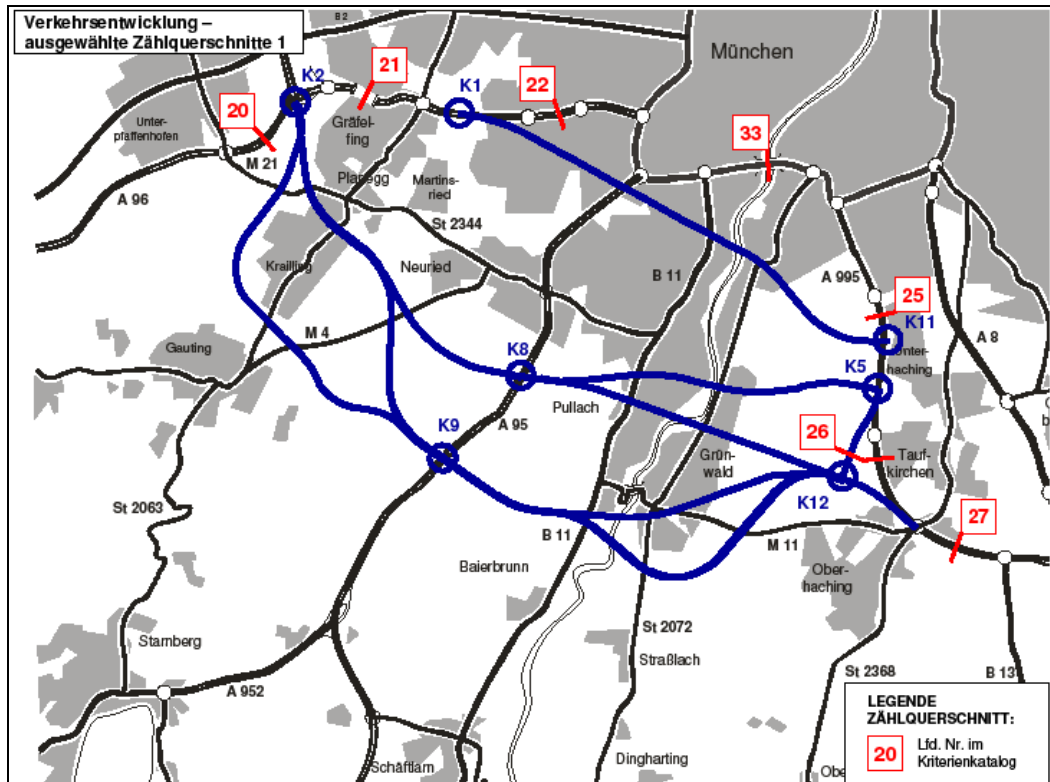 Verkehrsentwicklung –
ausgewählte Zählquerschnitte 1
B 2
München
K2
21
K1
22
20
Unter-
pfaffenhofen
Gräfel-
fing
33
M 21
Planegg
Martins-
ried
A 96
St 2344
Krailling
Neuried
B 11
A 995
25
K11
M 4
Gauting
A 8
Unter-
haching
K8
K5
Pullach
K9
A 95
26
Grün-
wald
Tauf-
kirchen
K12
St 2063
27
B 11
M 11
Baierbrunn
Ober-
haching
St 2072
Starnberg
Straßlach
St 2368
B 13
A 952
LEGENDE
ZÄHLQUERSCHNITT:
20
Lfd. Nr. im
Kriterienkatalog
Schäftlarn
Dingharting